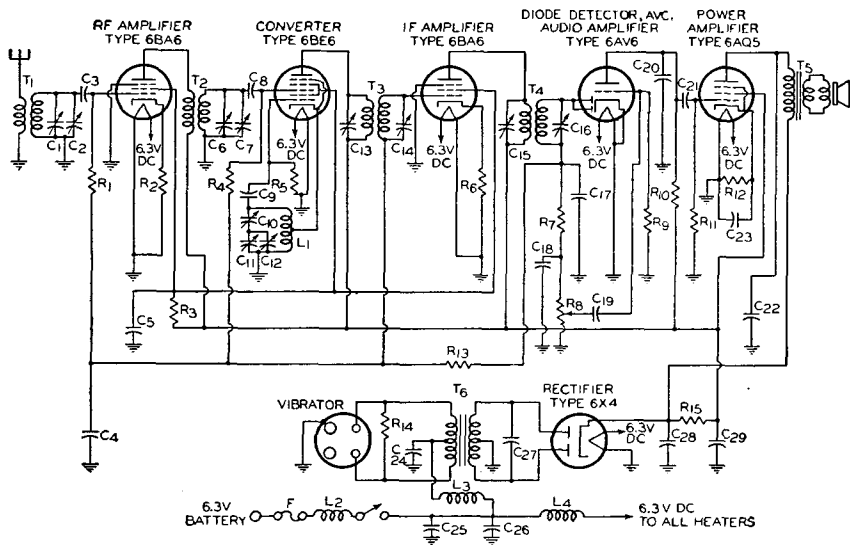 RF AMPLIFIER
TYPE 6BA6
CONVERTER
TYPE 6BE6
IF AMPLIFIER
TYPE 6BA6
DIODE DETECTOR, AVC,
AUDIO AMPLIFIER
TYPE 6AV6
POWER
AMPLIFIER
TYPE 6AQ5
T1
C3
T2
C8
T3
T4
C20
C21
T5
C1
C2
6.3V
DC
C6
C7
6.3V
DC
C13
C14
6.3V
DC
C15
C16
6.3V
DC
6.3V
DC
R1
R2
R4
R5
C9
C10
L1
C11
C12
R6
R7
C17
R9
R10
R11
R12
C23
C18
R8
C19
C5
R3
C22
R13
C4
VIBRATOR
R14
T6
C24
C27
RECTIFIER
TYPE 6X4
6.3V
DC
R15
C28
C29
L3
6.3V
BATTERY
F
L2
C25
C26
L4
6.3V DC
TO ALL HEATERS